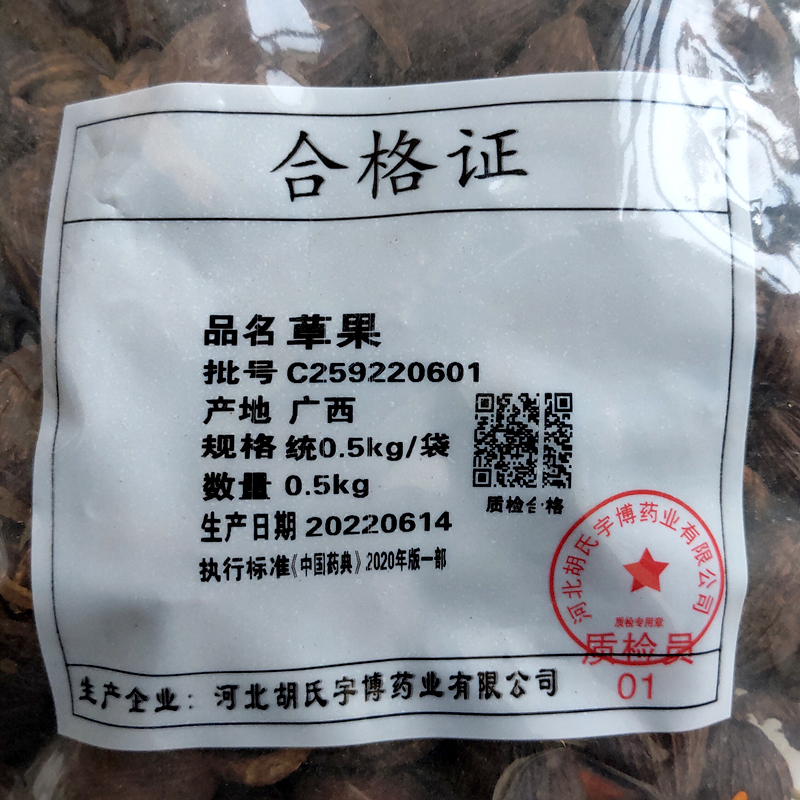 合格证
品名 草果
批号 C259220601
产地 广西
规格 统0.5kg/袋
数量 0.5kg
质检合格
生产日期 20220614
执行标准《中国药典》2020年版一部
河北胡氏宇博药业有限公司
质检专用章
质检员
01
生产企业：河北胡氏宇博药业有限公司